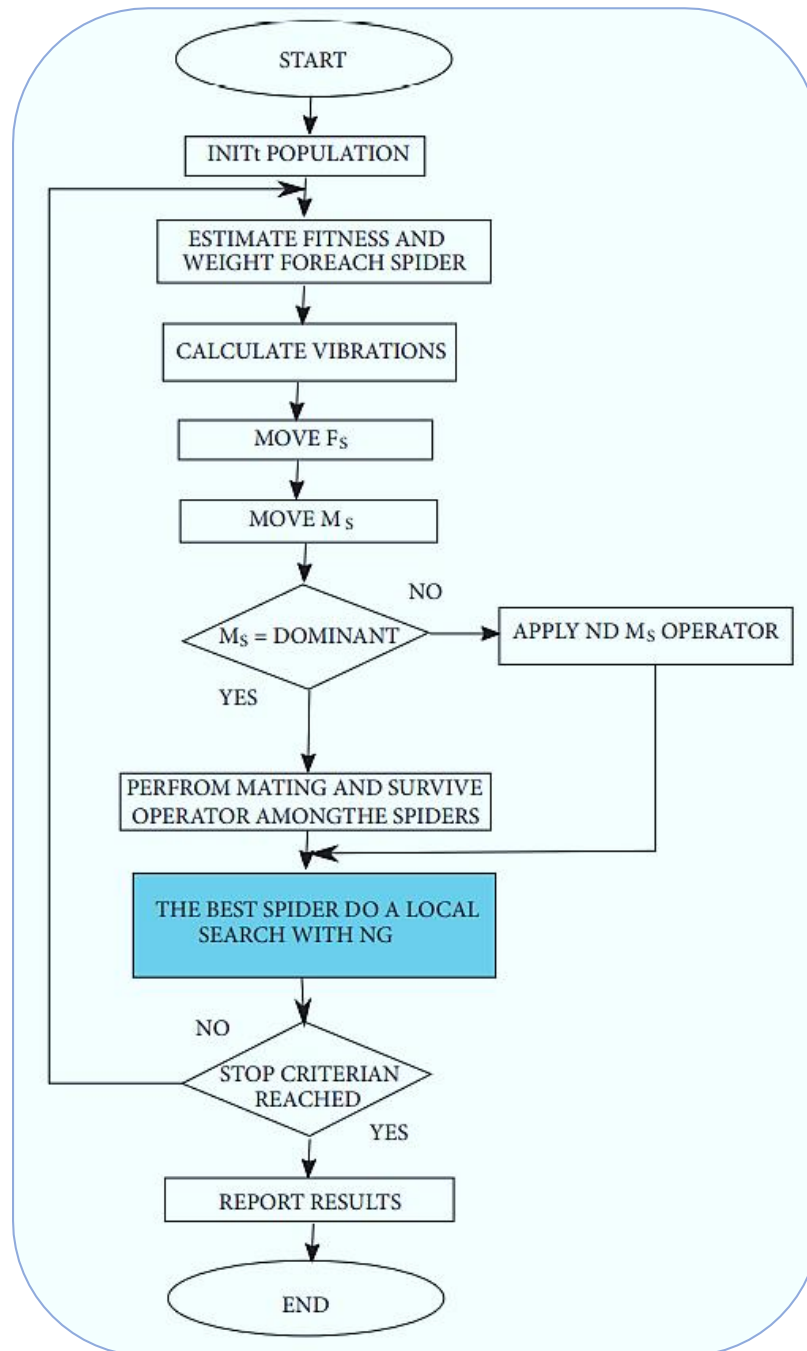 START
INITt POPULATION
ESTIMATE FITNESS AND
WEIGHT FOREACH SPIDER
CALCULATE VIBRATIONS
MOVE FS
MOVE M S
NO
MS = DOMINANT
APPLY ND MS OPERATOR
YES
PERFROM MATING AND SURVIVE
OPERATOR AMONGTHE SPIDERS
THE BEST SPIDER DO A LOCAL
SEARCH WITH NG
NO
STOP CRITERIAN
REACHED
YES
REPORT RESULTS
END